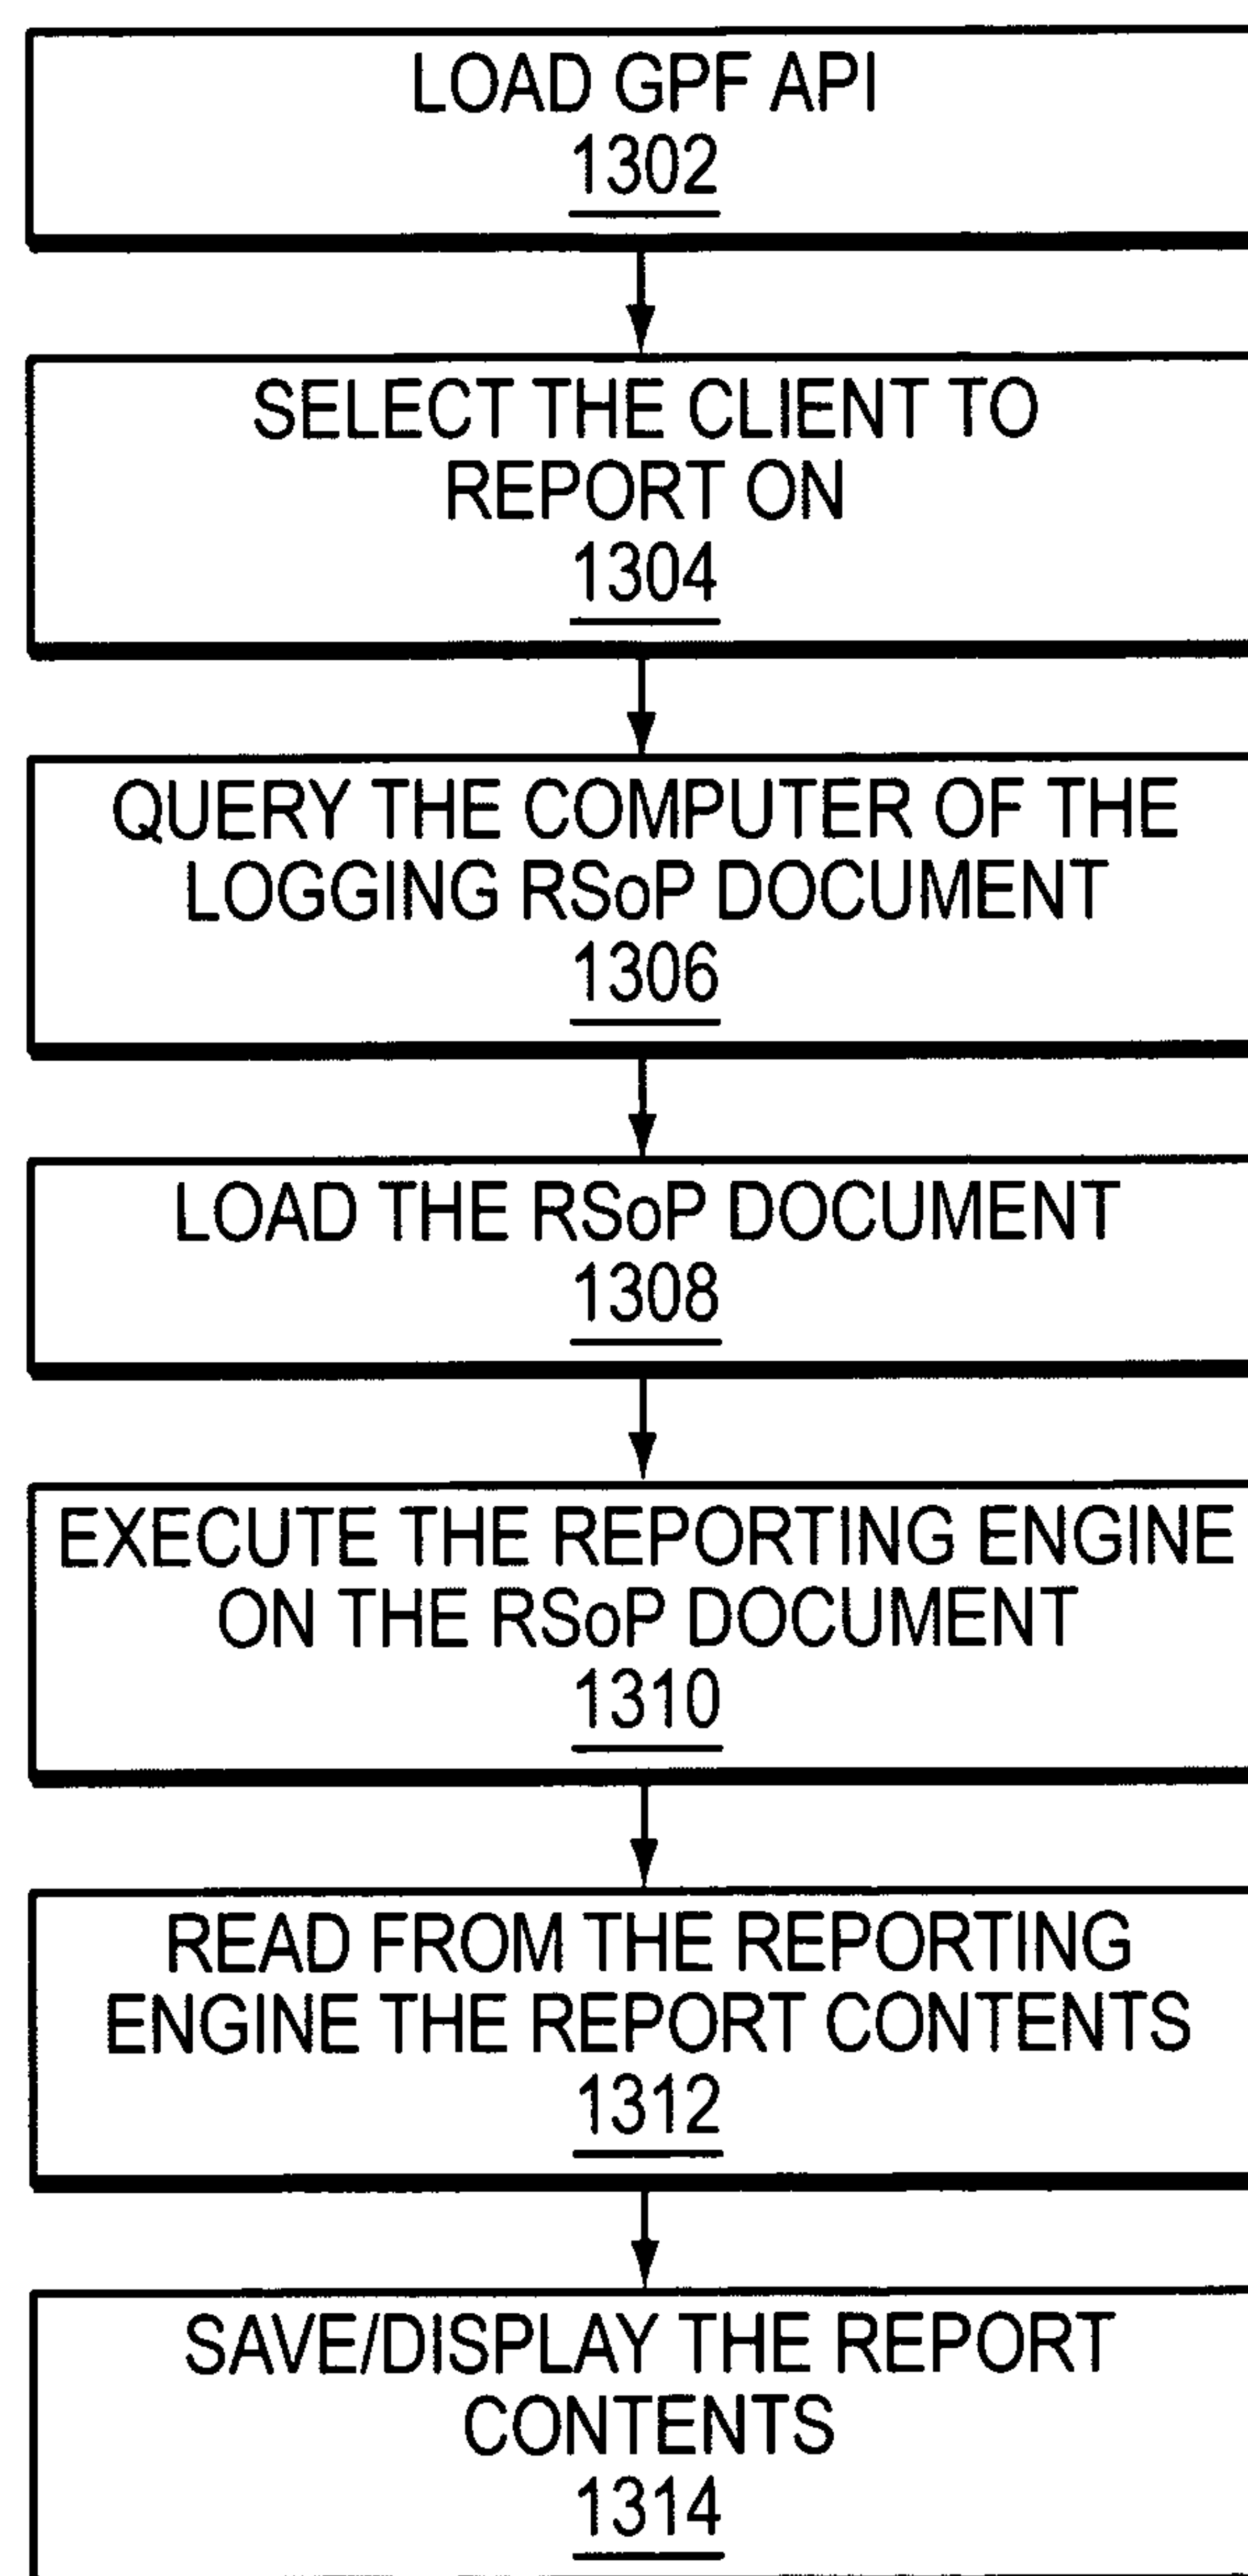 LOAD GPF API
1302
SELECT THE CLIENT TO
REPORT ON
1304
QUERY THE COMPUTER OF THE
LOGGING RSoP DOCUMENT
1306
LOAD THE RSoP DOCUMENT
1308
EXECUTE THE REPORTING ENGINE
ON THE RSoP DOCUMENT
1310
READ FROM THE REPORTING
ENGINE THE REPORT CONTENTS
1312
SAVE/DISPLAY THE REPORT
CONTENTS
1314